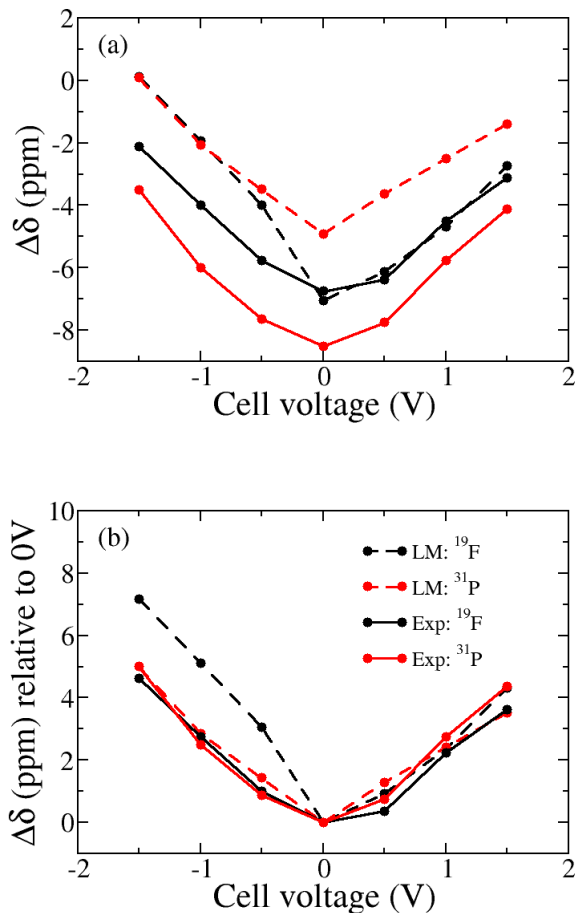 2
(a)
0
-2
-4
-6
-8
Δδ (ppm)
-2 -1 0 1 2
Cell voltage (V)
10
(b)
8
6
4
2
0
Δδ (ppm) relative to 0V
LM: ¹⁹F
LM: ³¹P
Exp: ¹⁹F
Exp: ³¹P
-2 -1 0 1 2
Cell voltage (V)